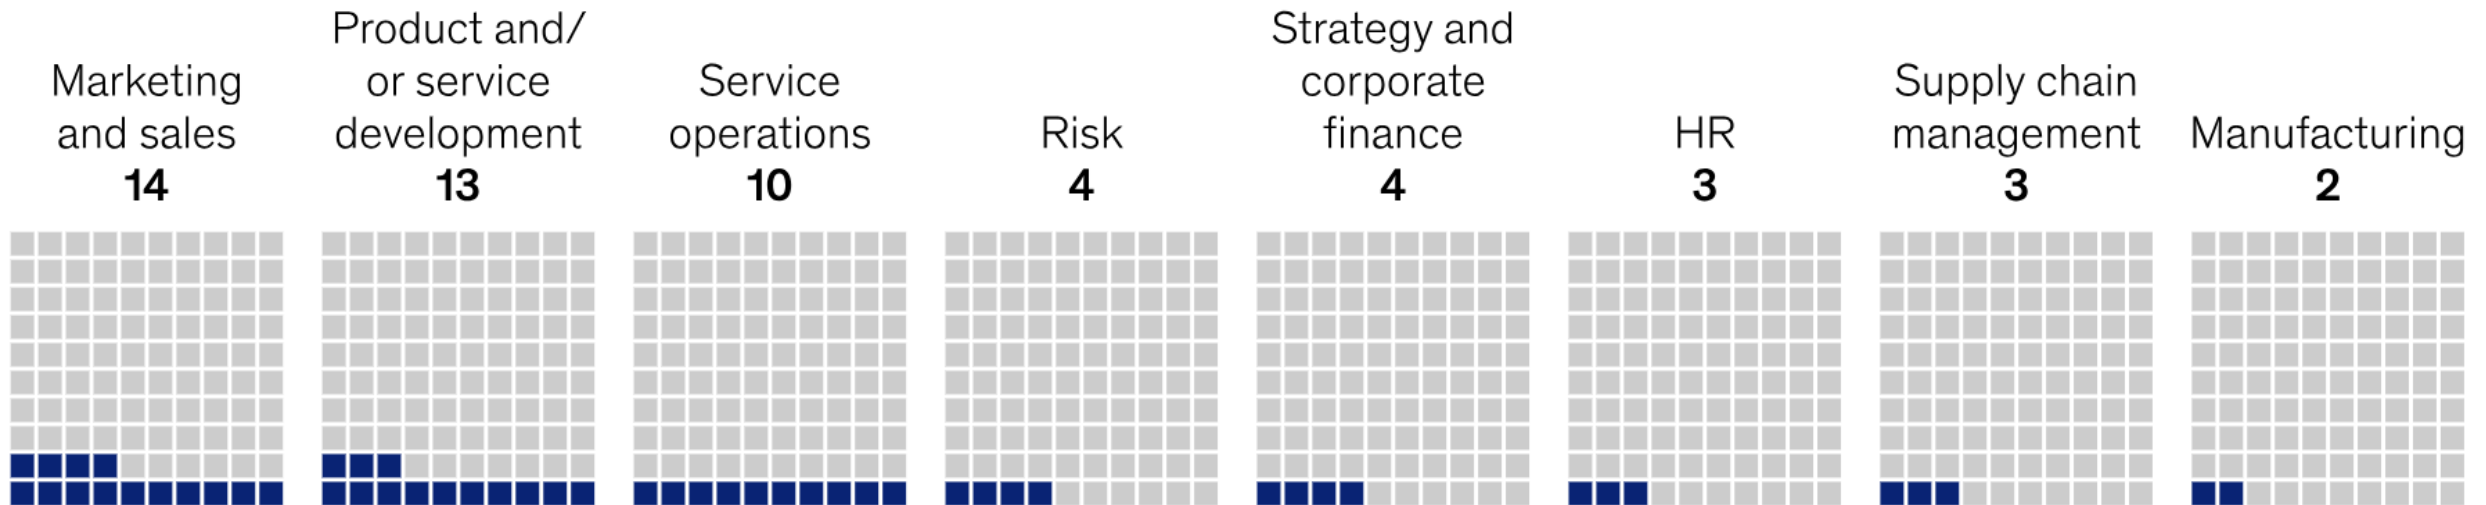 Marketing
and sales
14
Product and/
or service
development
13
Service
operations
10
Risk
4
Strategy and
corporate
finance
4
HR
3
Supply chain
management
3
Manufacturing
2